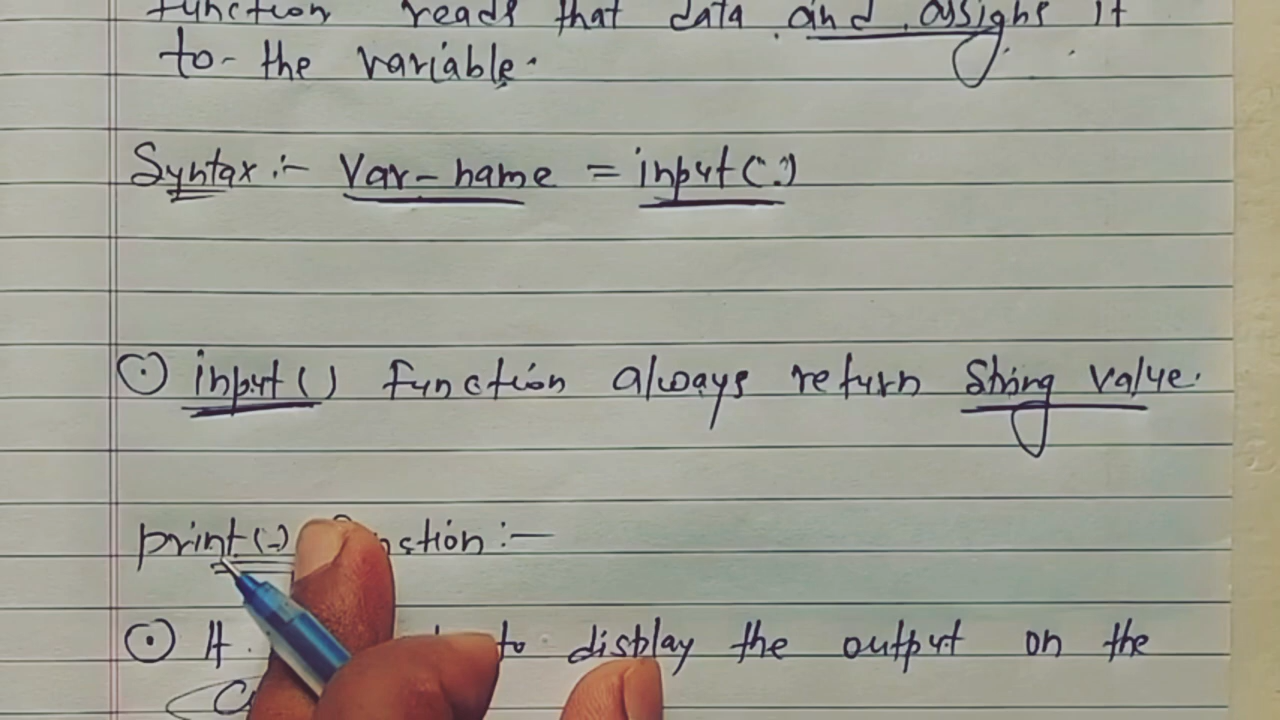 function reads that data and assigns it
to the variable.
Syntax :- Var-name = input(.)
⊙ input() function always return String value.
print(-) :-
⊙ It to display the output on the